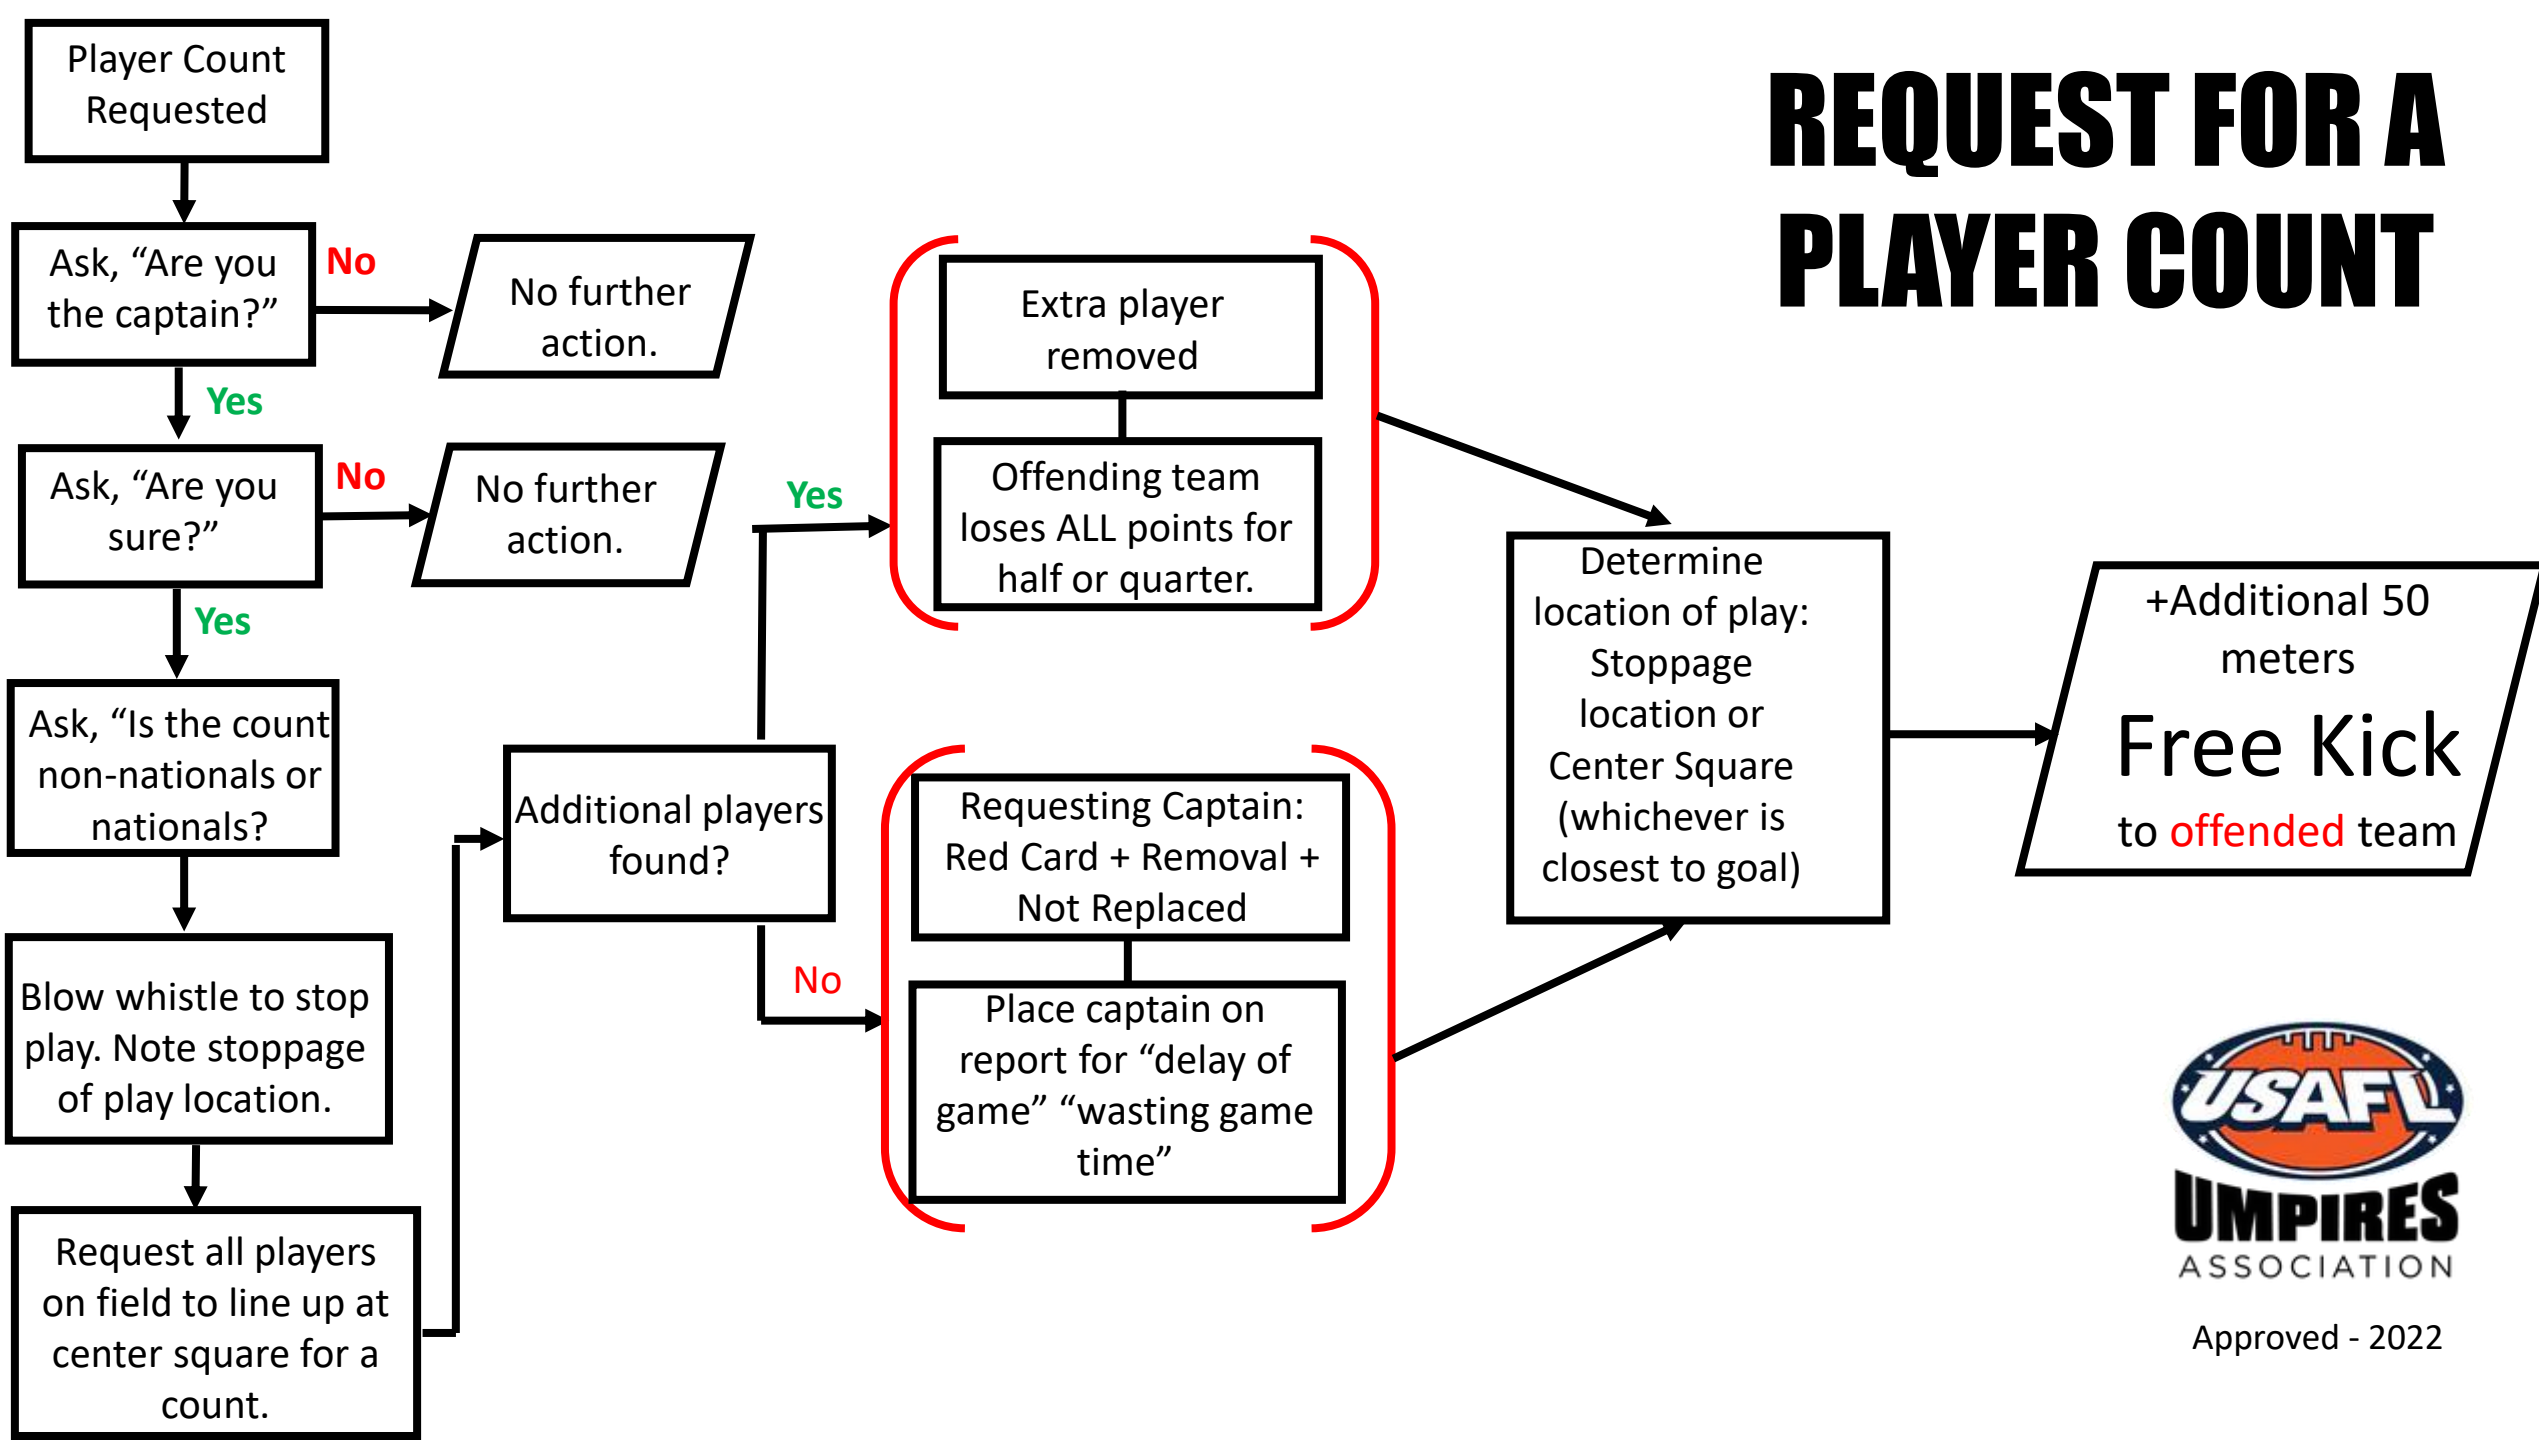 REQUEST FOR A
PLAYER COUNT
Player Count
Requested
Ask, “Are you
the captain?”
No
No further
action.
Yes
Ask, “Are you
sure?”
No
No further
action.
Yes
Ask, “Is the count
non-nationals or
nationals?
Blow whistle to stop
play. Note stoppage
of play location.
Request all players
on field to line up at
center square for a
count.
Additional players
found?
Yes
Extra player
removed
Offending team
loses ALL points for
half or quarter.
No
Requesting Captain:
Red Card + Removal +
Not Replaced
Place captain on
report for “delay of
game” “wasting game
time”
Determine
location of play:
Stoppage
location or
Center Square
(whichever is
closest to goal)
+Additional 50
meters
Free Kick
to offended team
USAFL
UMPIRES
ASSOCIATION
Approved - 2022